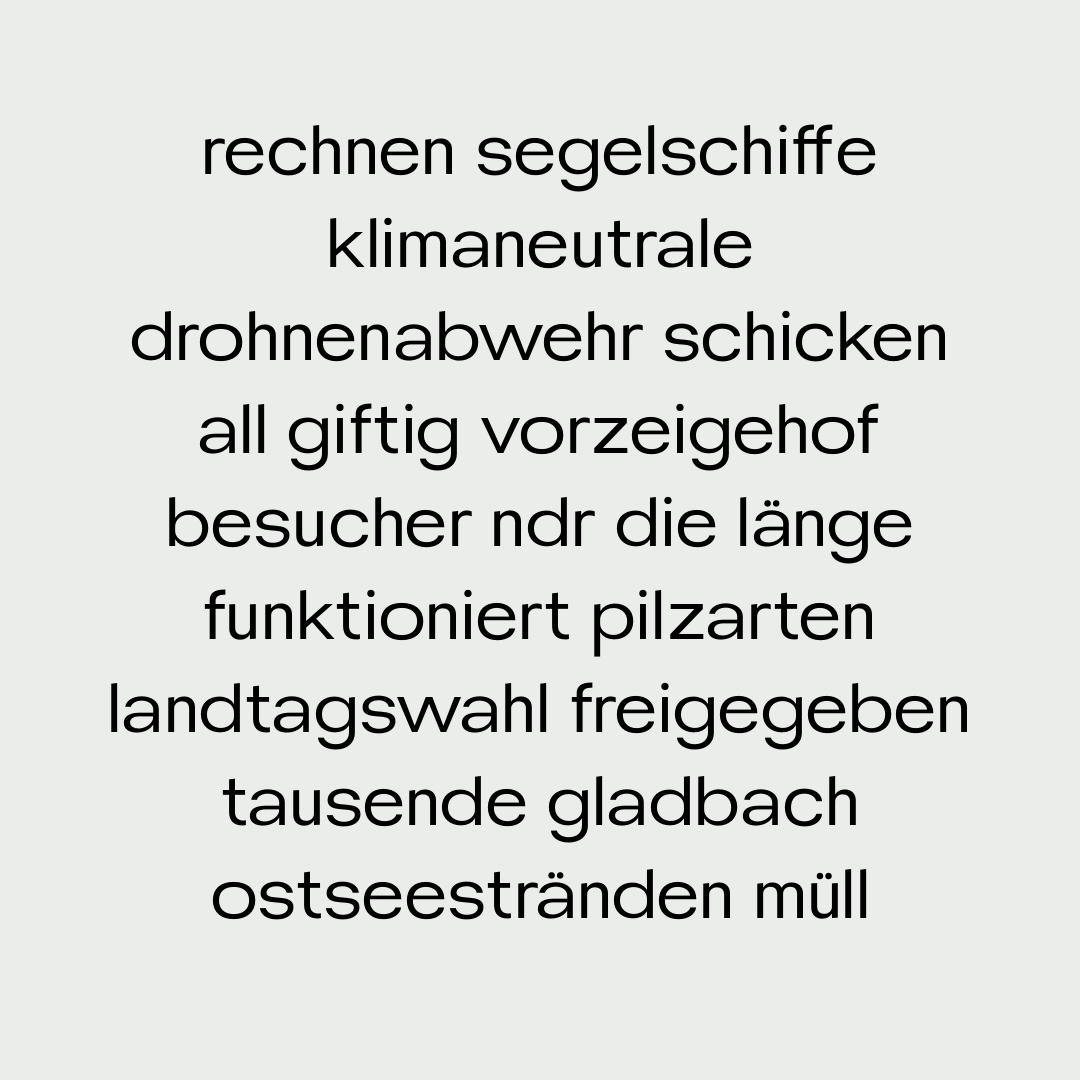 rechnen segelschiffe
klimaneutrale
drohnenabwehr schicken
all giftig vorzeigehof
besucher ndr die länge
funktioniert pilzarten
landtagswahl freigegeben
tausende gladbach
ostseestränden müll